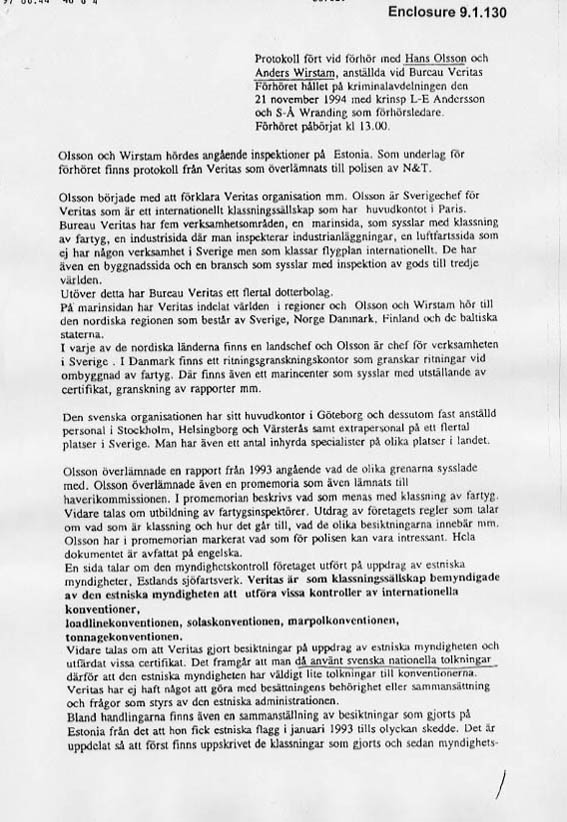 Enclosure 9.1.130
Protokoll fört vid förhör med Hans Olsson och
Anders Wirstam, anställda vid Bureau Veritas
Förhöret hållet på kriminalavdelningen den
21 november 1994 med krinsp L-E Andersson
och S-Å Wranding som förhörsledare.
Förhöret påbörjat kl 13.00.
Olsson och Wirstam hördes angående inspektioner på Estonia. Som underlag för
förhöret finns protokoll från Veritas som överlämnats till polisen av N&T.
Olsson började med att förklara Veritas organisation mm. Olsson är Sverigechef för
Veritas som är ett internationellt klassningssällskap som har huvudkontot i Paris.
Bureau Veritas har fem verksamhetsområden, en marinsida, som sysslar med klassning
av fartyg, en industrisida där man inspekterar industrianläggningar, en luftfartssida som
ej har någon verksamhet i Sverige men som klassar flygplan internationellt. De har
även en byggnadssida och en bransch som sysslar med inspektion av gods till tredje
världen.
Utöver detta har Bureau Veritas ett flertal dotterbolag.
På marinsidan har Veritas indelat världen i regioner och Olsson och Wirstam hör till
den nordiska regionen som består av Sverige, Norge Danmark, Finland och de baltiska
staterna.
I varje av de nordiska länderna finns en landschef och Olsson är chef för verksamheten
i Sverige . I Danmark finns ett ritningsgranskningskontor som granskar ritningar vid
ombyggnad av fartyg. Där finns även ett marincenter som sysslar med utställande av
certifikat, granskning av rapporter mm.
Den svenska organisationen har sitt huvudkontor i Göteborg och dessutom fast anställd
personal i Stockholm, Helsingborg och Värsterås samt extrapersonal på ett flertal
platser i Sverige. Man har även ett antal inhyrda specialister på olika platser i landet.
Olsson överlämnade en rapport från 1993 angående vad de olika grenarna sysslade
med. Olsson överlämnade även en promemoria som även lämnats till
haverikommissionen. I promemorian beskrivs vad som menas med klassning av fartyg.
Vidare talas om utbildning av fartygsinspektörer. Utdrag av företagets regler som talar
om vad som är klassning och hur det går till, vad de olika besiktningarna innebär mm.
Olsson har i promemorian markerat vad som för polisen kan vara intressant. Hela
dokumentet är avfattat på engelska.
En sida talar om den myndighetskontroll företaget utfört på uppdrag av estniska
myndigheter, Estlands sjöfartsverk. Veritas är som klassningssällskap bemyndigade
av den estniska myndigheten att utföra vissa kontroller av internationella
konventioner,
loadlinekonventionen, solaskonventionen, marpolkonventionen,
tonnagekonventionen.
Vidare talas om att Veritas gjort besiktningar på uppdrag av estniska myndigheten och
utfärdat vissa certifikat. Det framgår att man då använt svenska nationella tolkningar
därför att den estniska myndigheten har väldigt lite tolkningar till konventionerna.
Veritas har ej haft något att göra med besättningens behörighet eller sammansättning
och frågor som styrs av den estniska administrationen.
Bland handlingarna finns även en sammanställning av besiktningar som gjorts på
Estonia från det att hon fick estniska flagg i januari 1993 tills olyckan skedde. Det är
uppdelat så att först finns uppskrivet de klassningar som gjorts och sedan myndighets-